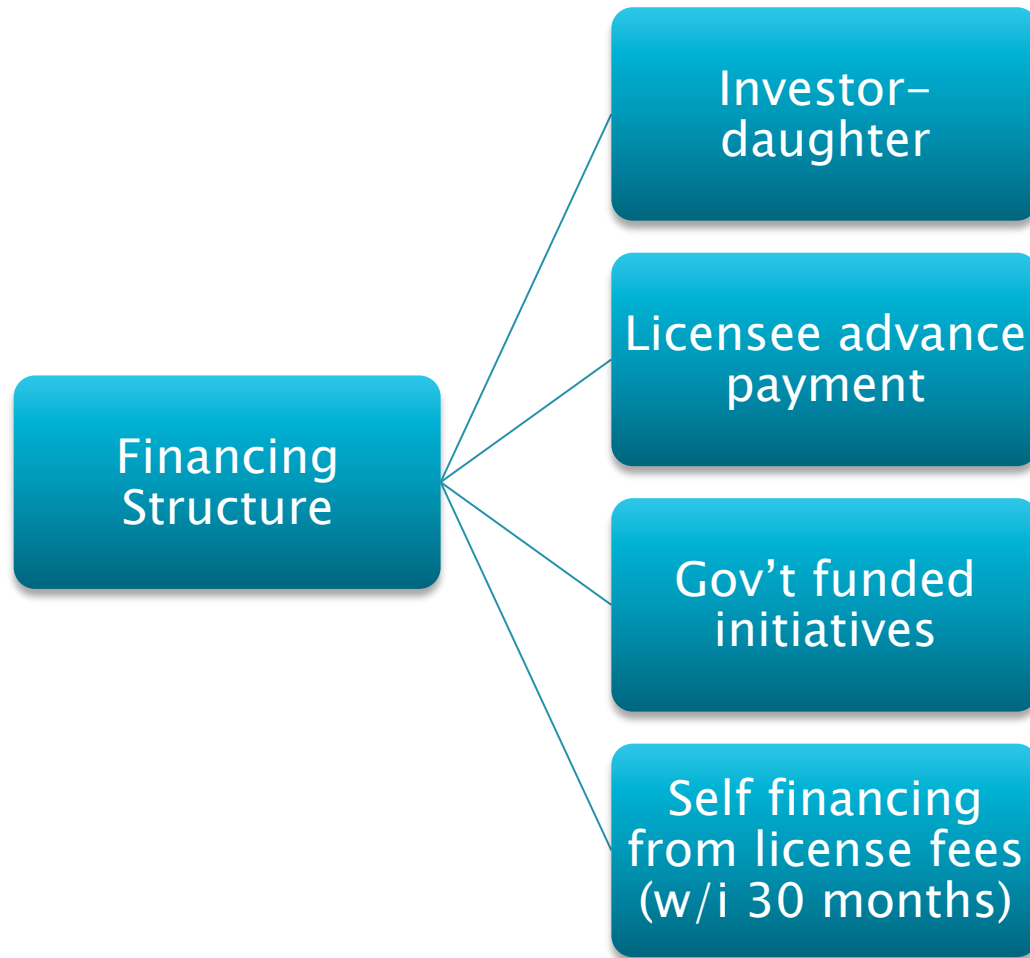 Investor-
daughter
Licensee advance
payment
Financing
Structure
Gov’t funded
initiatives
Self financing
from license fees
(w/i 30 months)